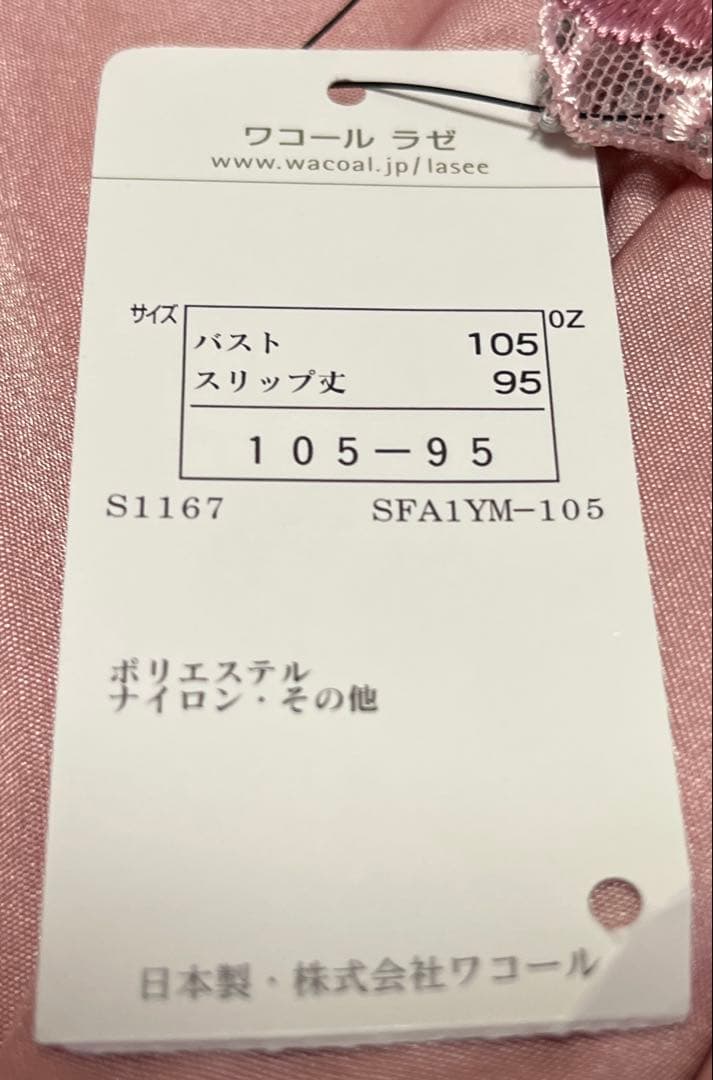 ワコール ラゼ
www.wacoal.jp/lasee
サイズ OZ
バスト 105
スリップ丈 95
105－95
S1167 SFA1YM－105
ポリエステル
ナイロン・その他
日本製・株式会社ワコール